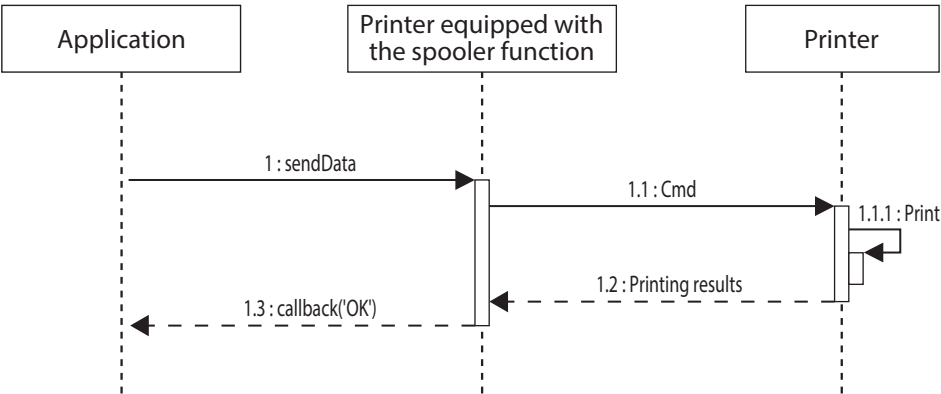 Application
Printer equipped with
the spooler function
Printer
1 : sendData
1.1 : Cmd
1.1.1 : Print
1.2 : Printing results
1.3 : callback('OK')